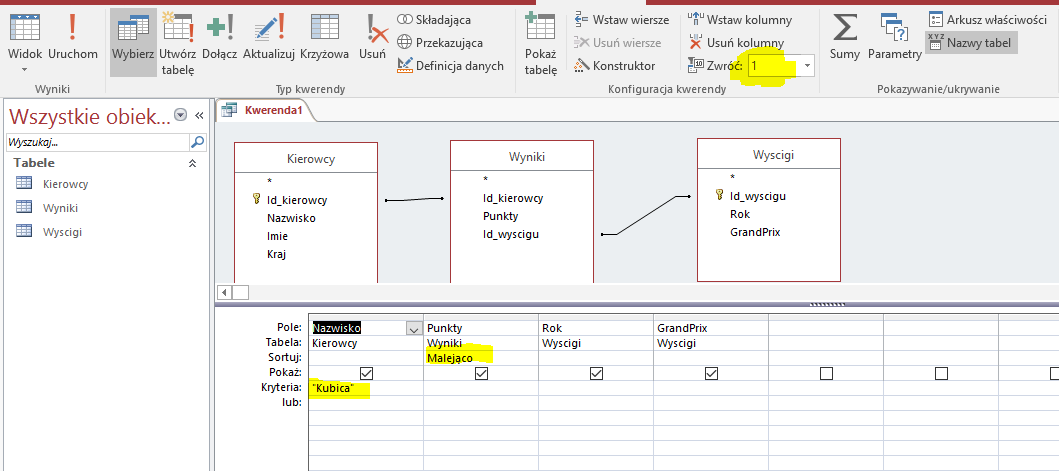 Widok
Uruchom
Wyniki
Wybierz
Utwórz
tabelę
Dołącz
Aktualizuj
Krzyżowa
Usuń
Składająca
Przekazująca
Definicja danych
Typ kwerendy
Pokaż
tabelę
Wstaw wiersze
Usuń wiersze
Konstruktor
Wstaw kolumny
Usuń kolumny
Zwróć: 1
Konfiguracja kwerendy
Sumy
Parametry
Arkusz właściwości
XYZ Nazwy tabel
Pokazywanie/ukrywanie
Wszystkie obiek... «
Wyszukaj...
Tabele
Kierowcy
Wyniki
Wyscigi
Kwerenda1
Kierowcy
*
Id_kierowcy
Nazwisko
Imie
Kraj
Wyniki
*
Id_kierowcy
Punkty
Id_wyscigu
Wyscigi
*
Id_wyscigu
Rok
GrandPrix
Pole: Nazwisko Punkty Rok GrandPrix
Tabela: Kierowcy Wyniki Wyscigi Wyscigi
Sortuj: Malejąco
Pokaż:
Kryteria: "Kubica"
lub: